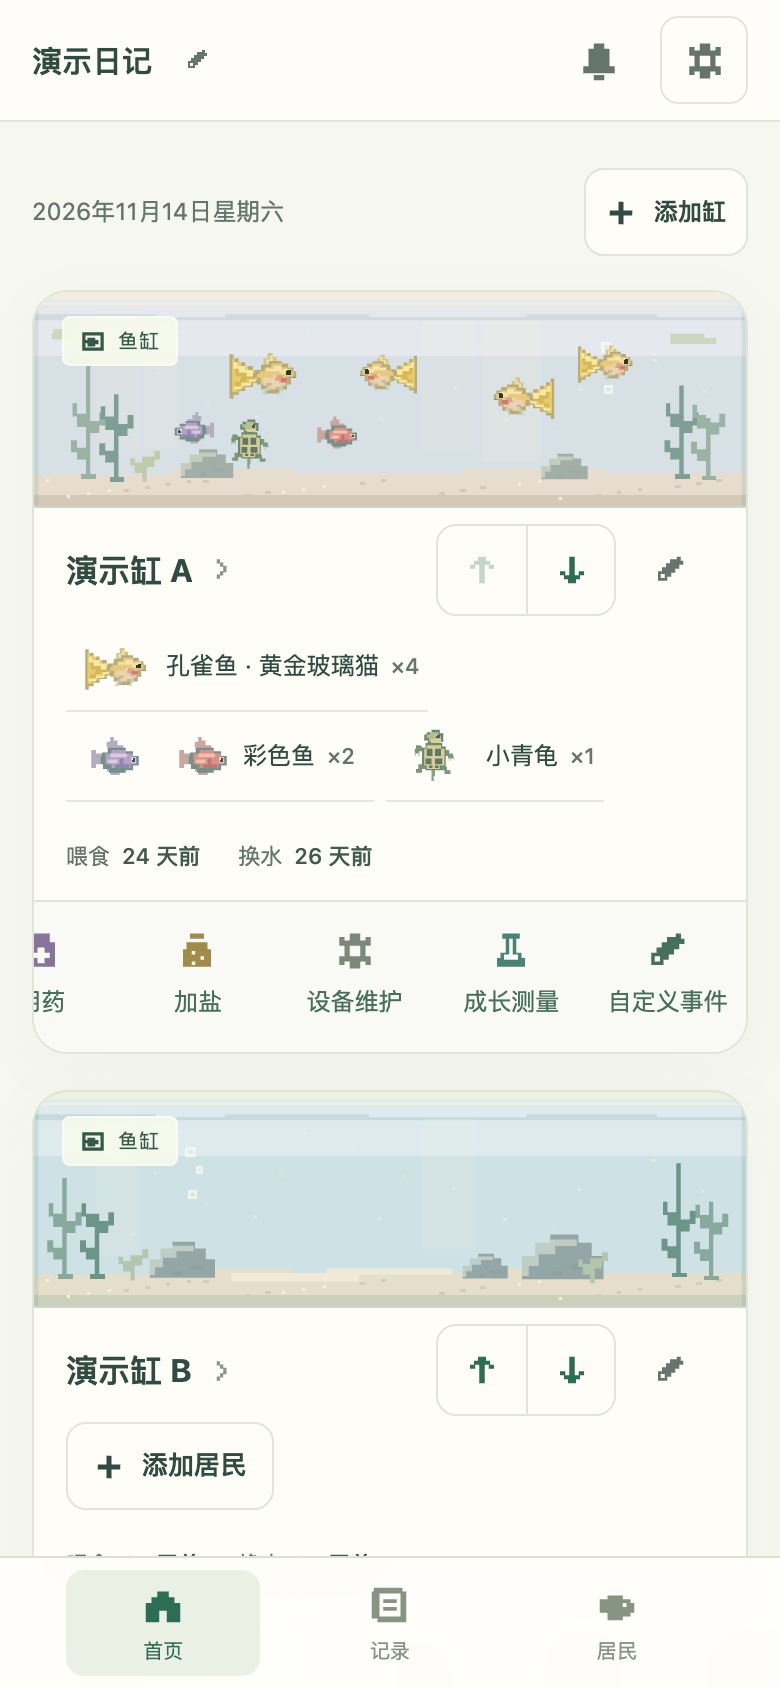 演示日记
2026年11月14日星期六
添加缸
鱼缸
演示缸 A
孔雀鱼 · 黄金玻璃猫 ×4
彩色鱼 ×2
小青龟 ×1
喂食 24 天前 换水 26 天前
药 加盐 设备维护 成长测量 自定义事件
鱼缸
演示缸 B
添加居民
首页 记录 居民